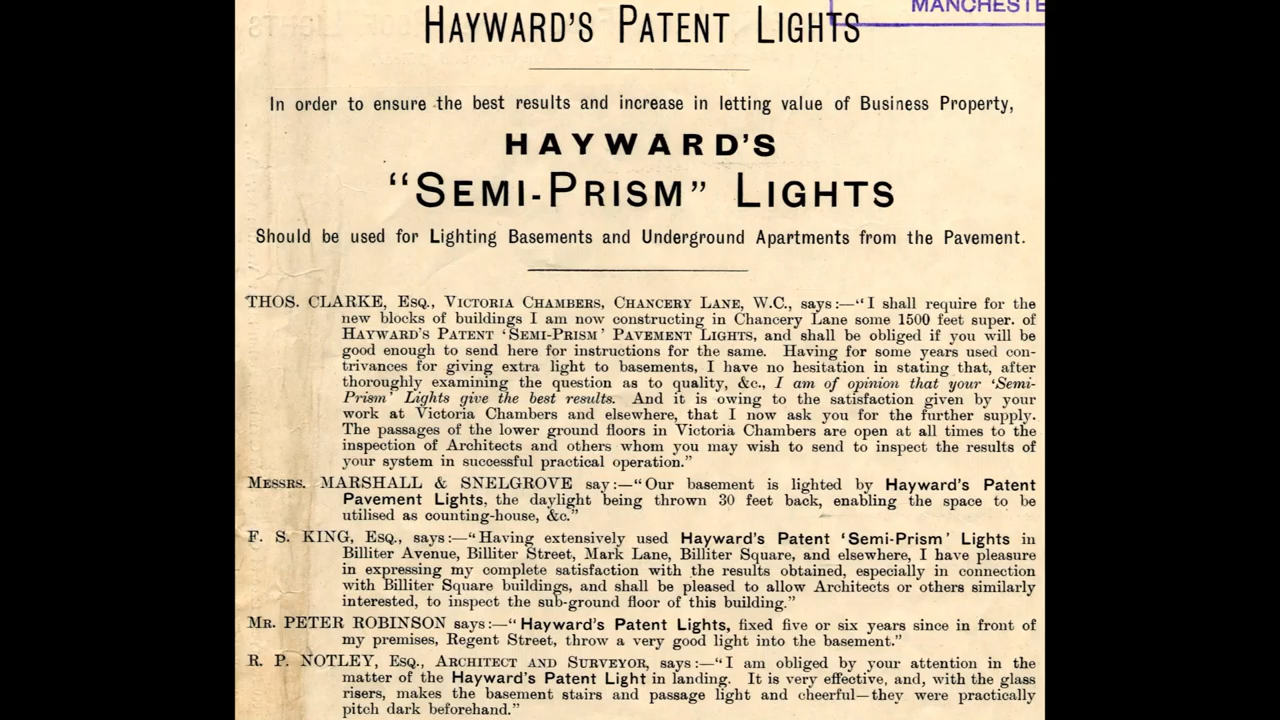 MANCHESTE
HAYWARD'S PATENT LIGHTS
In order to ensure the best results and increase in letting value of Business Property,
HAYWARD'S
"SEMI-PRISM" LIGHTS
Should be used for Lighting Basements and Underground Apartments from the Pavement.
THOS. CLARKE, ESQ., VICTORIA CHAMBERS, CHANCERY LANE, W.C., says:—"I shall require for the
new blocks of buildings I am now constructing in Chancery Lane some 1500 feet super. of
HAYWARD'S PATENT 'SEMI-PRISM' PAVEMENT LIGHTS, and shall be obliged if you will be
good enough to send here for instructions for the same. Having for some years used con-
trivances for giving extra light to basements, I have no hesitation in stating that, after
thoroughly examining the question as to quality, &c., I am of opinion that your 'Semi-
Prism' Lights give the best results. And it is owing to the satisfaction given by your
work at Victoria Chambers and elsewhere, that I now ask you for the further supply.
The passages of the lower ground floors in Victoria Chambers are open at all times to the
inspection of Architects and others whom you may wish to send to inspect the results of
your system in successful practical operation."
MESSRS. MARSHALL & SNELGROVE say:—"Our basement is lighted by Hayward's Patent
Pavement Lights, the daylight being thrown 30 feet back, enabling the space to be
utilised as counting-house, &c."
F. S. KING, ESQ., says:—"Having extensively used Hayward's Patent 'Semi-Prism' Lights in
Billiter Avenue, Billiter Street, Mark Lane, Billiter Square, and elsewhere, I have pleasure
in expressing my complete satisfaction with the results obtained, especially in connection
with Billiter Square buildings, and shall be pleased to allow Architects or others similarly
interested, to inspect the sub-ground floor of this building."
MR. PETER ROBINSON says:—"Hayward's Patent Lights, fixed five or six years since in front of
my premises, Regent Street, throw a very good light into the basement."
R. P. NOTLEY, ESQ., ARCHITECT AND SURVEYOR, says:—"I am obliged by your attention in the
matter of the Hayward's Patent Light in landing. It is very effective, and, with the glass
risers, makes the basement stairs and passage light and cheerful—they were practically
pitch dark beforehand."